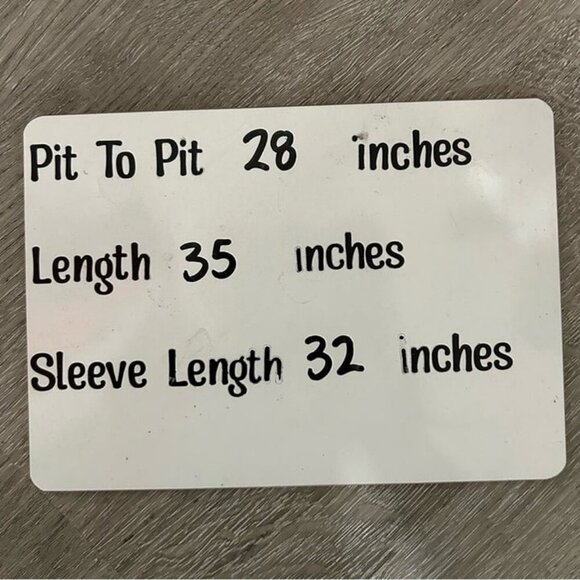 Pit To Pit 28 inches
Length 35 inches
Sleeve Length 32 inches